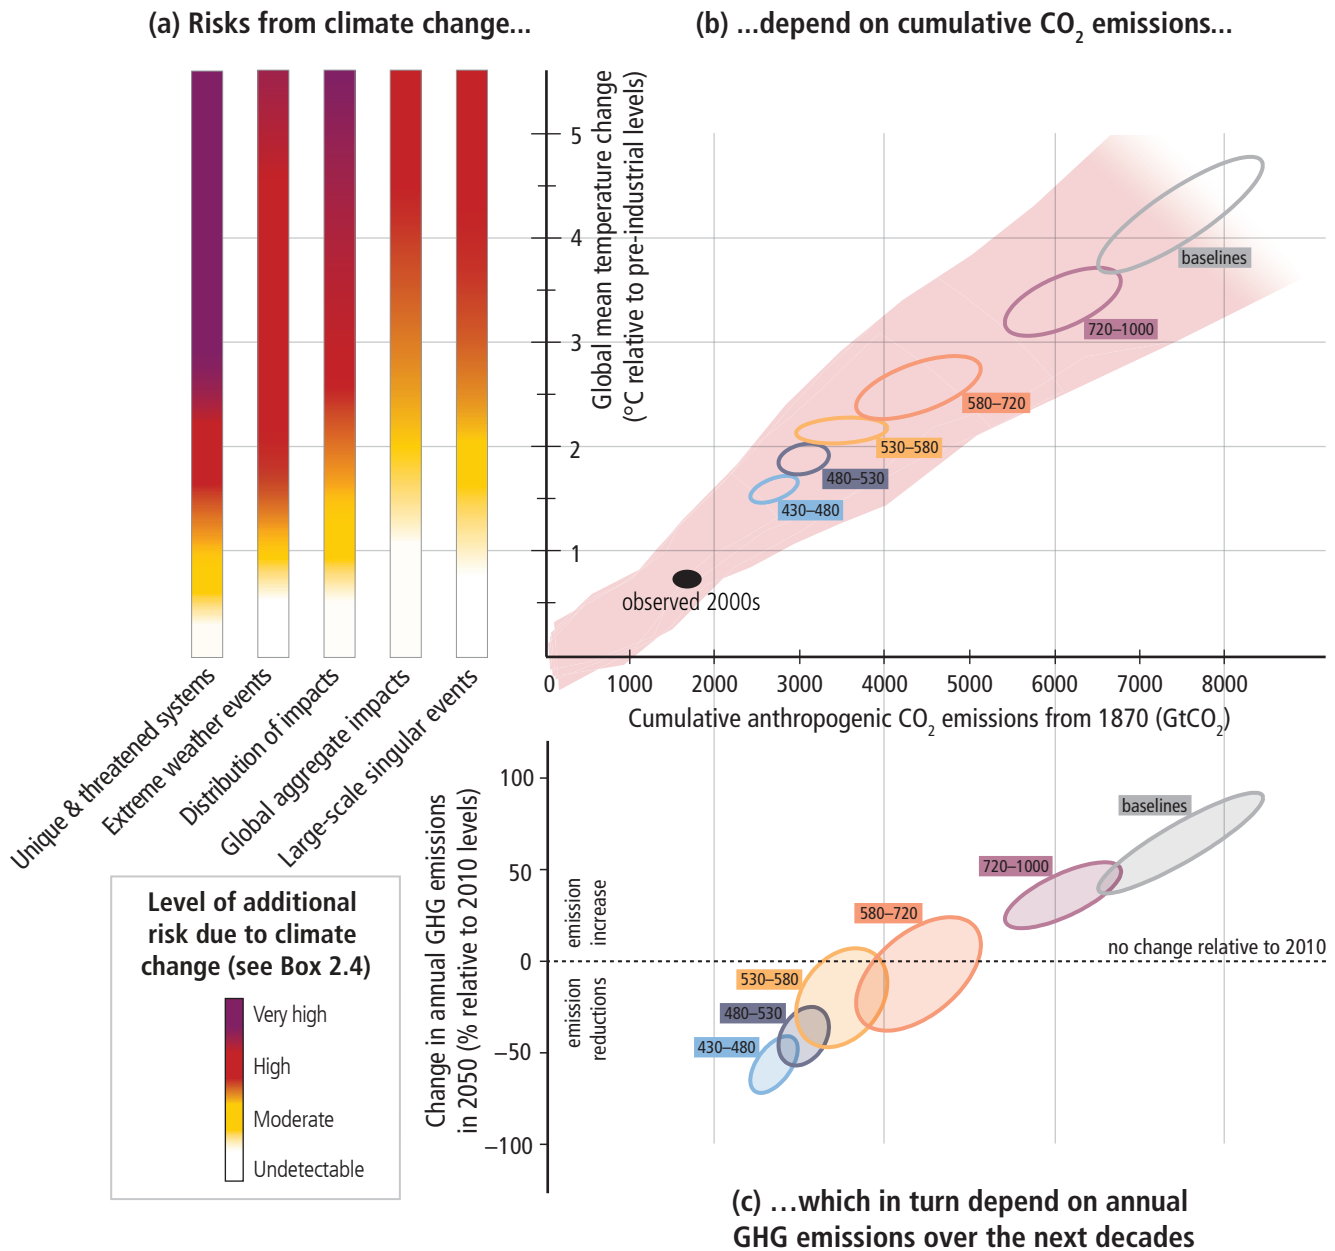 (a) Risks from climate change...
(b) ...depend on cumulative CO₂ emissions...
Global mean temperature change
(°C relative to pre-industrial levels)
5
4
3
2
1
baselines
720–1000
580–720
530–580
480–530
430–480
observed 2000s
0 1000 2000 3000 4000 5000 6000 7000 8000
Cumulative anthropogenic CO₂ emissions from 1870 (GtCO₂)
Unique & threatened systems
Extreme weather events
Distribution of impacts
Global aggregate impacts
Large-scale singular events
Level of additional
risk due to climate
change (see Box 2.4)
Very high
High
Moderate
Undetectable
Change in annual GHG emissions
in 2050 (% relative to 2010 levels)
100
50
0
−50
−100
emission
increase
emission
reductions
baselines
720–1000
580–720
no change relative to 2010
530–580
480–530
430–480
(c) ...which in turn depend on annual
GHG emissions over the next decades